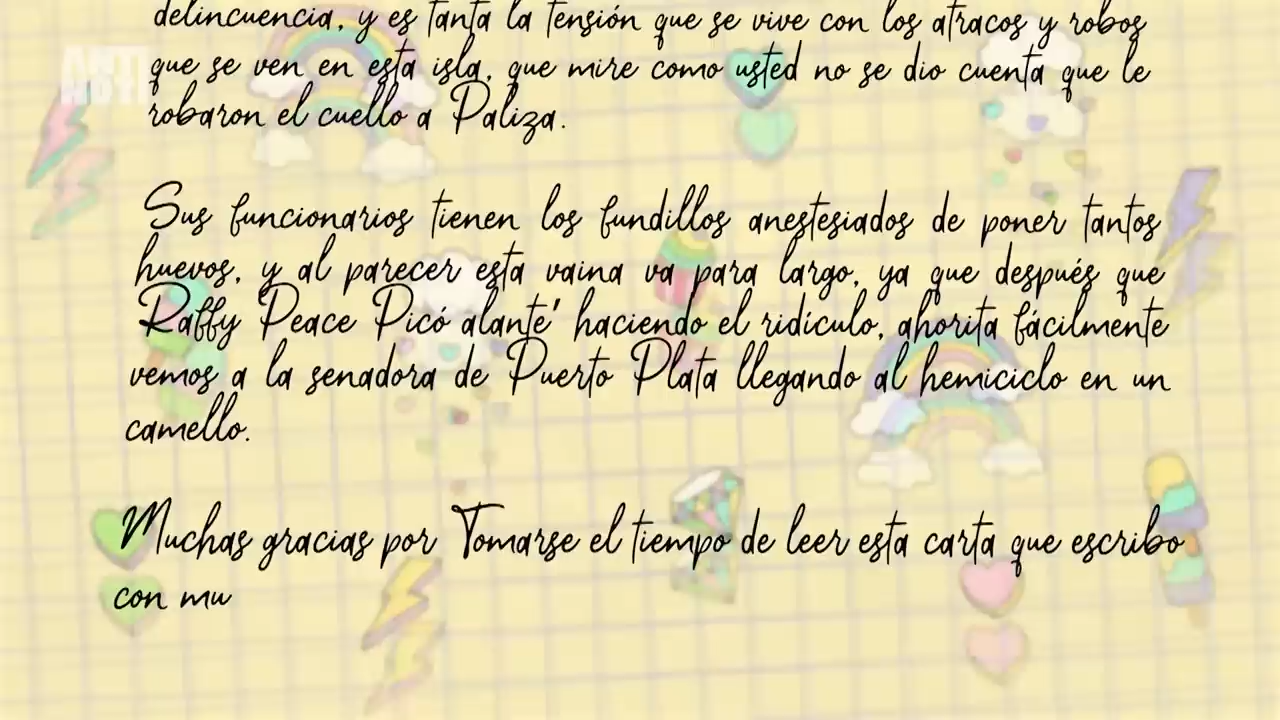 delincuencia, y es tanta la tensión que se vive con los atracos y robos
ANTI
NOTI
que se ven en esta isla, que mire como usted no se dio cuenta que le
robaron el cuello a Paliza.
Sus funcionarios tienen los fundillos anestesiados de poner tantos
huevos, y al parecer esta vaina va para largo, ya que después que
Raffy Peace Picó alante' haciendo el ridículo, ahorita fácilmente
vemos a la senadora de Puerto Plata llegando al hemiciclo en un
camello.
Muchas gracias por Tomarse el tiempo de leer esta carta que escribo
con mu